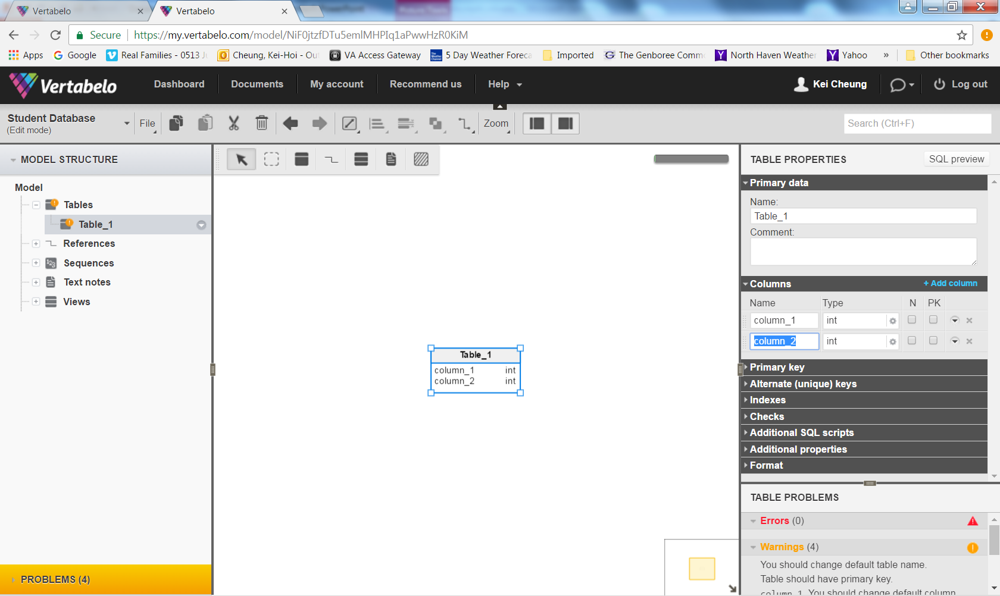 Vertabelo
Vertabelo
Secure https://my.vertabelo.com/model/NiF0jtzfDTu5emlMHPIq1aPwwHzR0KiM
Apps Google Real Families - 0513 Cheung, Kei-Hoi - Ou VA Access Gateway 5 Day Weather Foreca Imported The Genboree Comm North Haven Weather Yahoo » Other bookmarks
Vertabelo Dashboard Documents My account Recommend us Help Kei Cheung Log out
Student Database
(Edit mode)
File Zoom Search (Ctrl+F)
MODEL STRUCTURE
Model
Tables
Table_1
References
Sequences
Text notes
Views
PROBLEMS (4)
Table_1
column_1 int
column_2 int
TABLE PROPERTIES SQL preview
Primary data
Name:
Table_1
Comment:
Columns + Add column
Name Type N PK
column_1 int
column_2 int
Primary key
Alternate (unique) keys
Indexes
Checks
Additional SQL scripts
Additional properties
Format
TABLE PROBLEMS
Errors (0)
Warnings (4)
You should change default table name.
Table should have primary key.
column_1 You should change default column